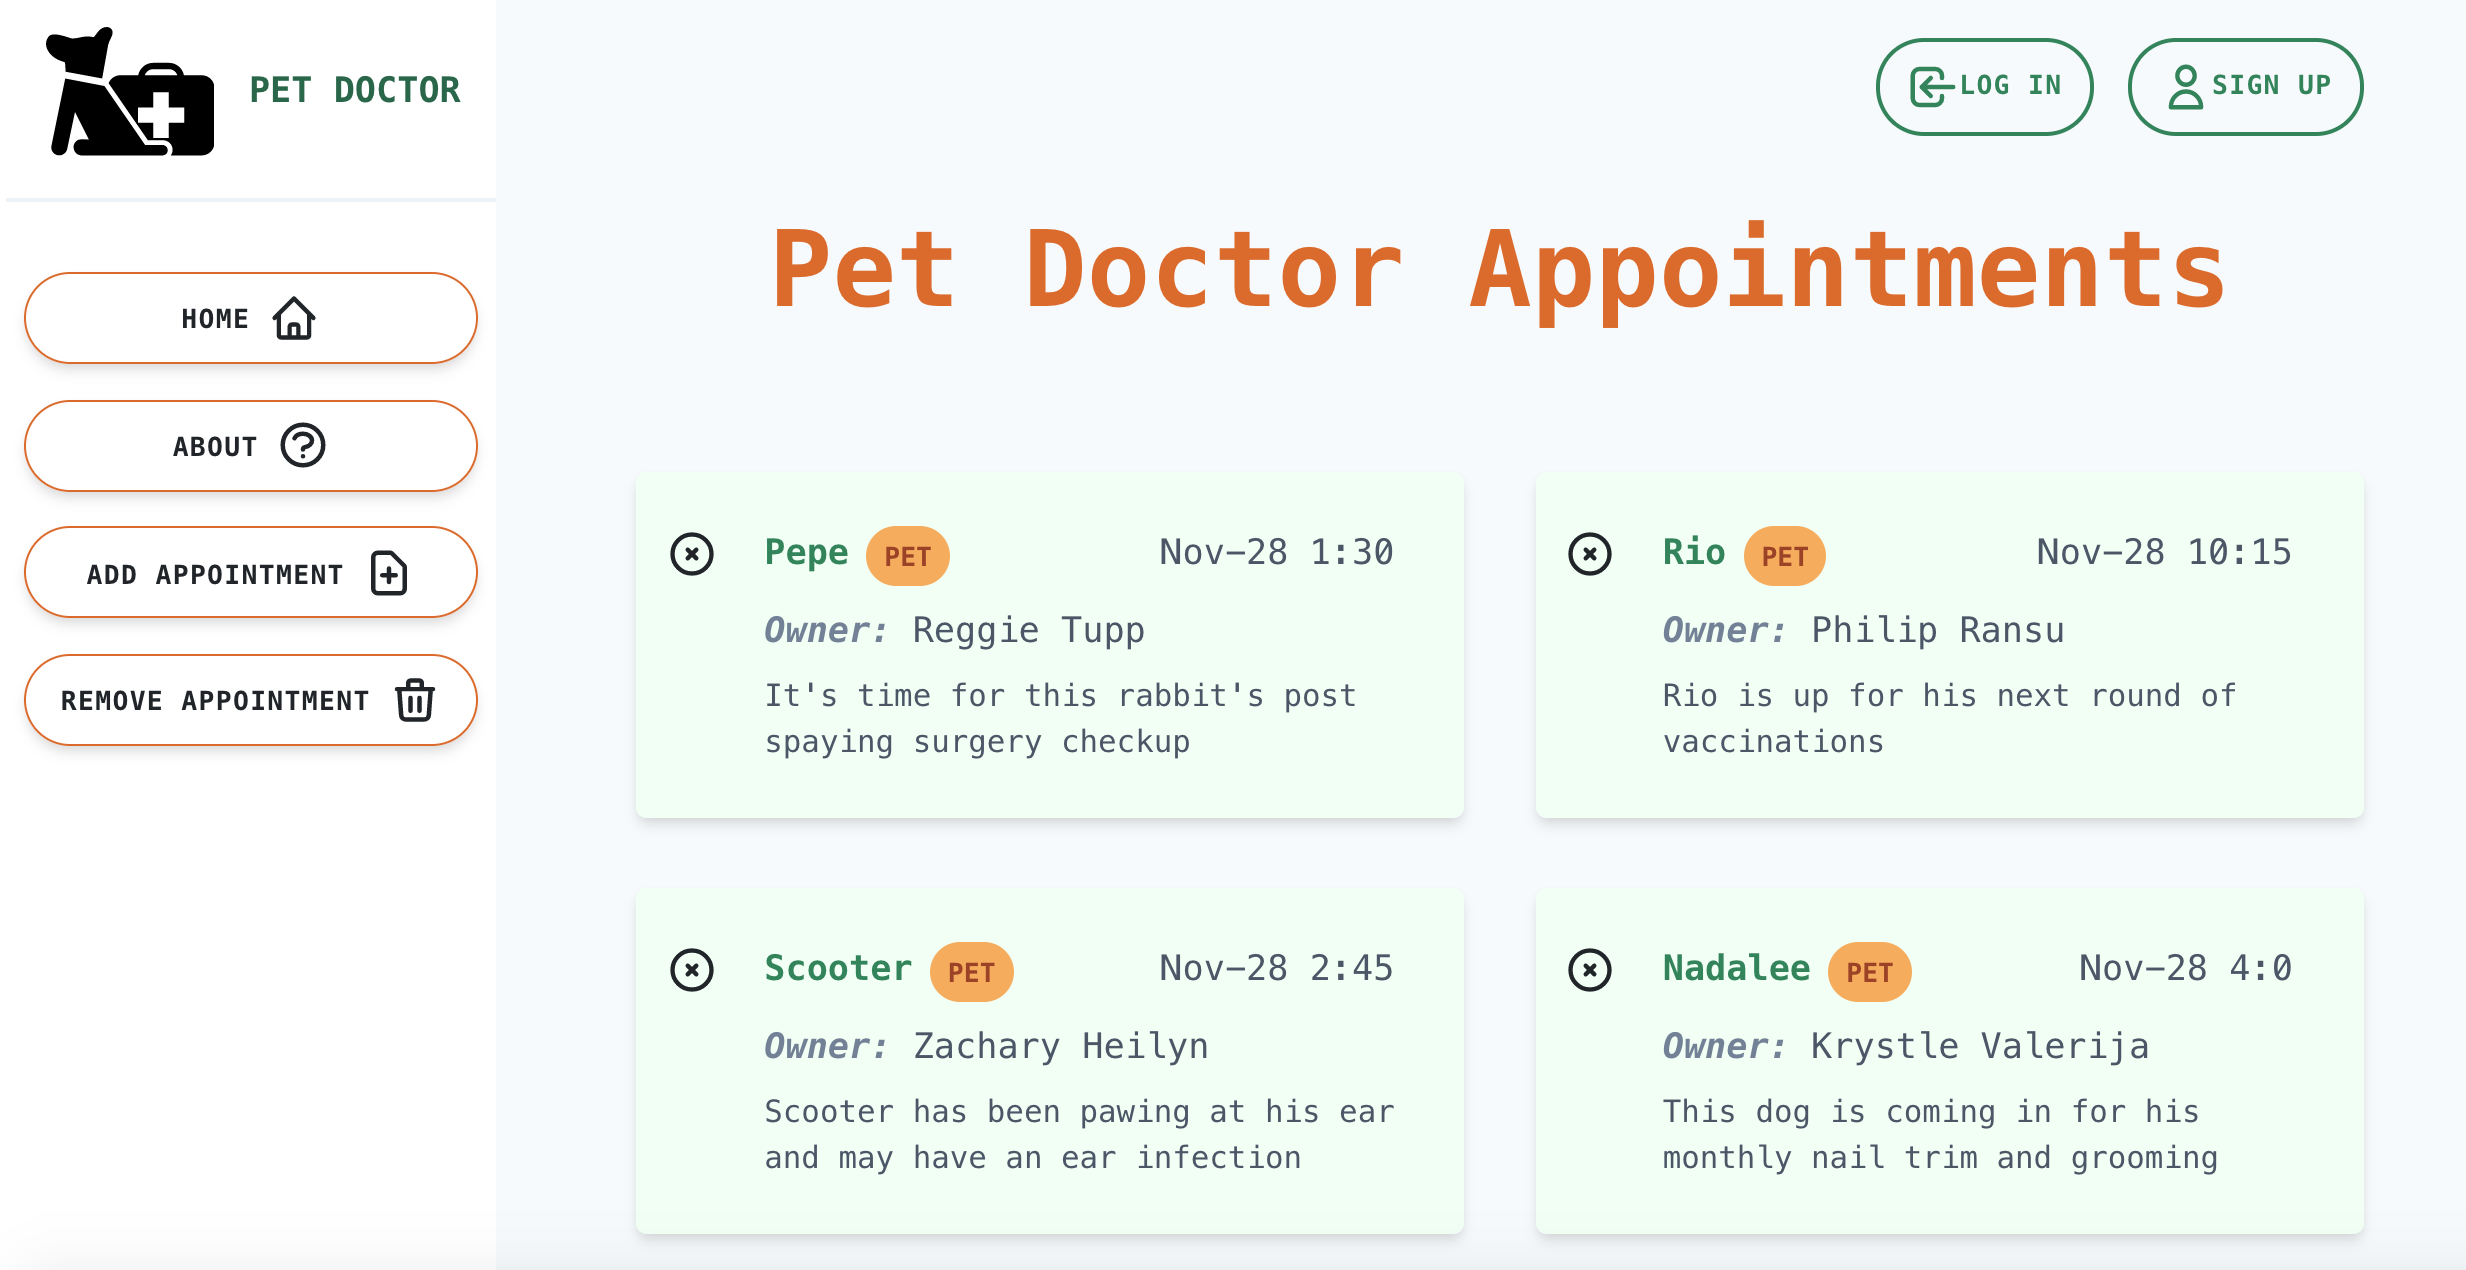 PET DOCTOR
LOG IN
SIGN UP
HOME
ABOUT
ADD APPOINTMENT
REMOVE APPOINTMENT
Pet Doctor Appointments
Pepe PET Nov-28 1:30
Owner: Reggie Tupp
It's time for this rabbit's post
spaying surgery checkup
Rio PET Nov-28 10:15
Owner: Philip Ransu
Rio is up for his next round of
vaccinations
Scooter PET Nov-28 2:45
Owner: Zachary Heilyn
Scooter has been pawing at his ear
and may have an ear infection
Nadalee PET Nov-28 4:0
Owner: Krystle Valerija
This dog is coming in for his
monthly nail trim and grooming